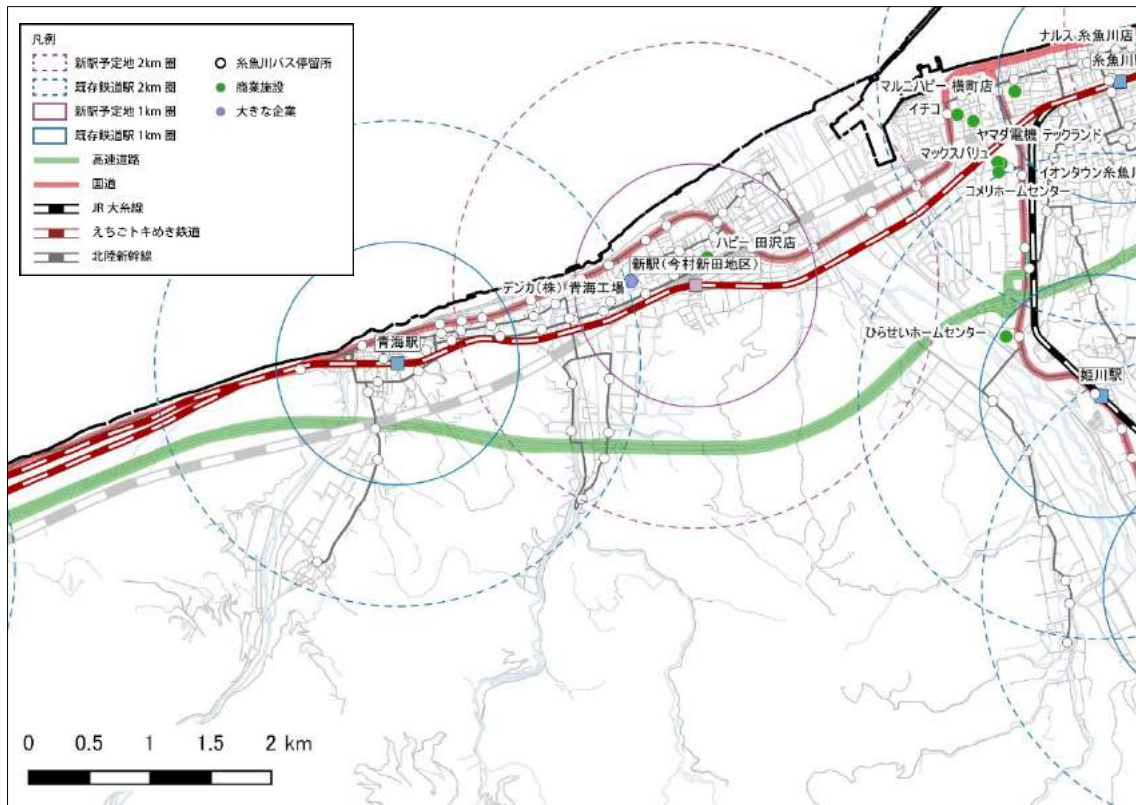 凡例
新駅予定地 2km 圏
既存鉄道駅 2km 圏
新駅予定地 1km 圏
既存鉄道駅 1km 圏
高速道路
国道
JR 大糸線
えちごトキめき鉄道
北陸新幹線
糸魚川バス停留所
商業施設
大きな企業
ナルス 糸魚川店
糸魚川
マルニハピー 横町店
イチコ
ヤマダ電機 テックランド
マックスバリュ
イオンタウン糸魚川
コメリホームセンター
ハピー 田沢店
新駅(今村新田地区)
デンカ(株) 青海工場
ひらせいホームセンター
青海駅
姫川駅
0 0.5 1 1.5 2 km